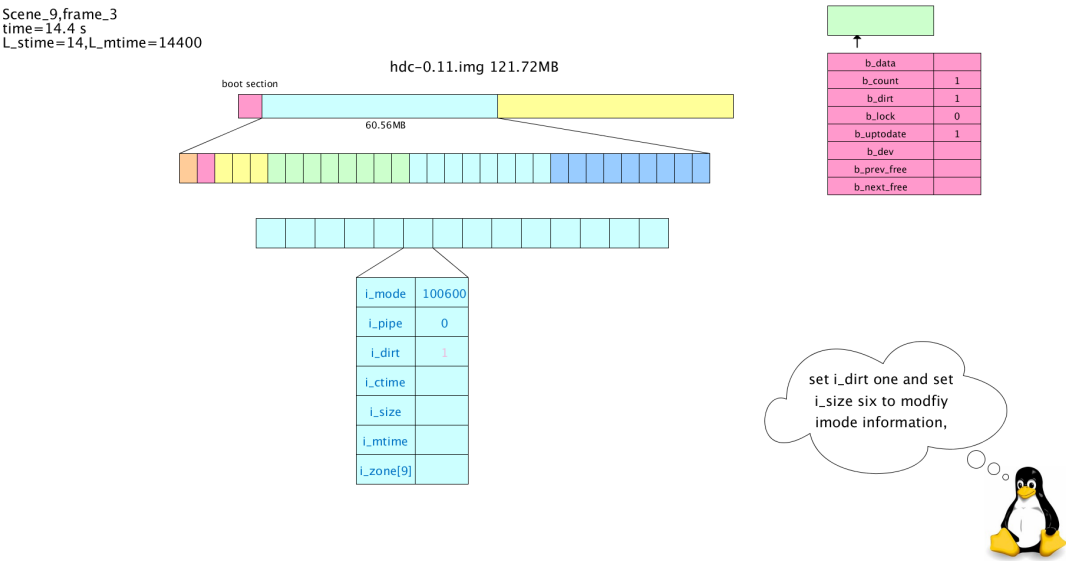 Scene_9,frame_3
time=14.4 s
L_stime=14,L_mtime=14400
hdc-0.11.img 121.72MB
boot section
60.56MB
b_data
b_count 1
b_dirt 1
b_lock 0
b_uptodate 1
b_dev
b_prev_free
b_next_free
i_mode 100600
i_pipe 0
i_dirt 1
i_ctime
i_size
i_mtime
i_zone[9]
set i_dirt one and set
i_size six to modfiy
imode information,